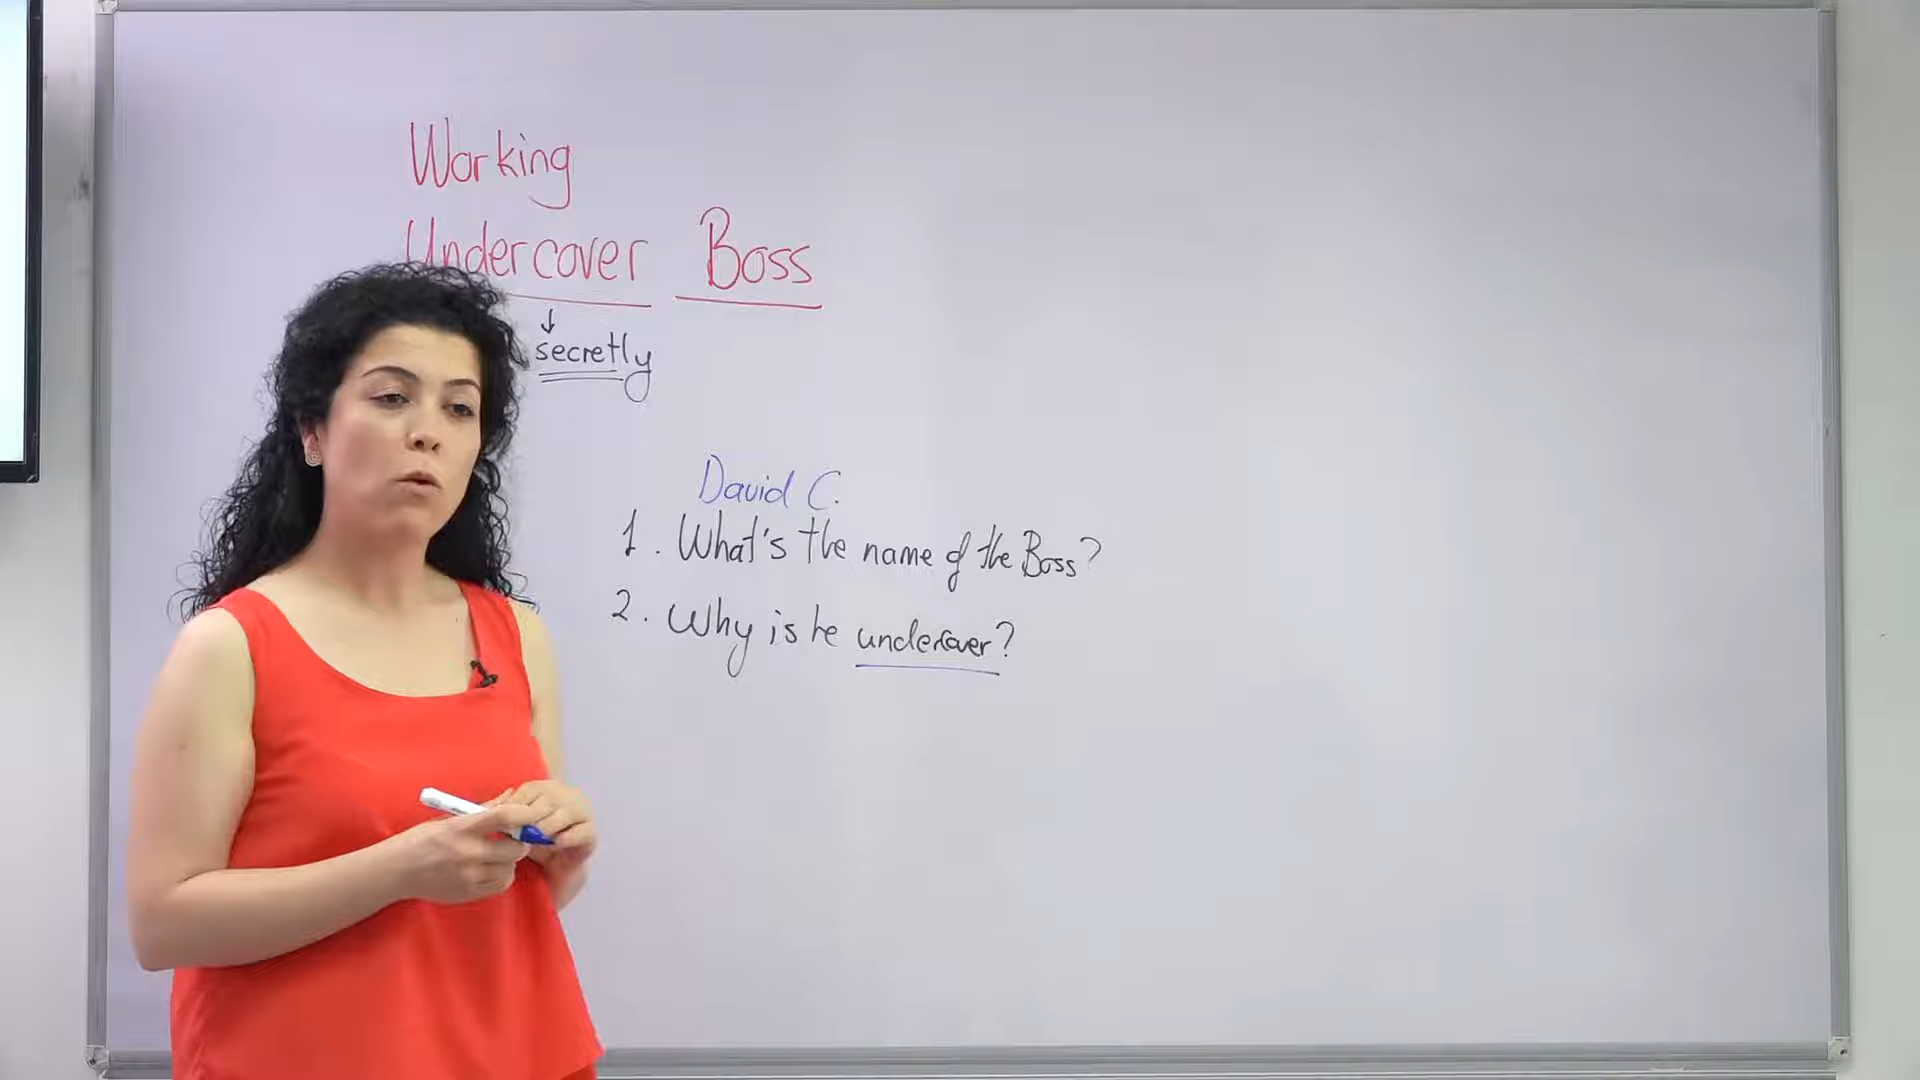 Working
Undercover Boss
↓
secretly
David C.
1. What's the name of the Boss?
2. Why is he undercover?